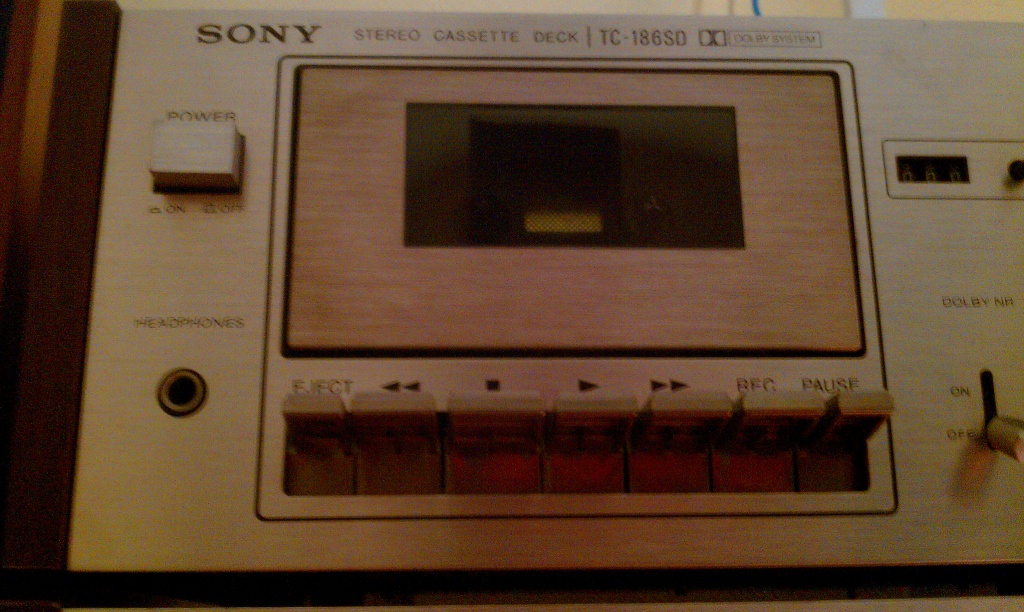 SONY STEREO CASSETTE DECK | TC-186SD DOLBY SYSTEM
POWER
ON OFF
000
DOLBY NR
HEADPHONES
EJECT ◀◀ ■ ▶ ▶▶ REC PAUSE
ON
OFF